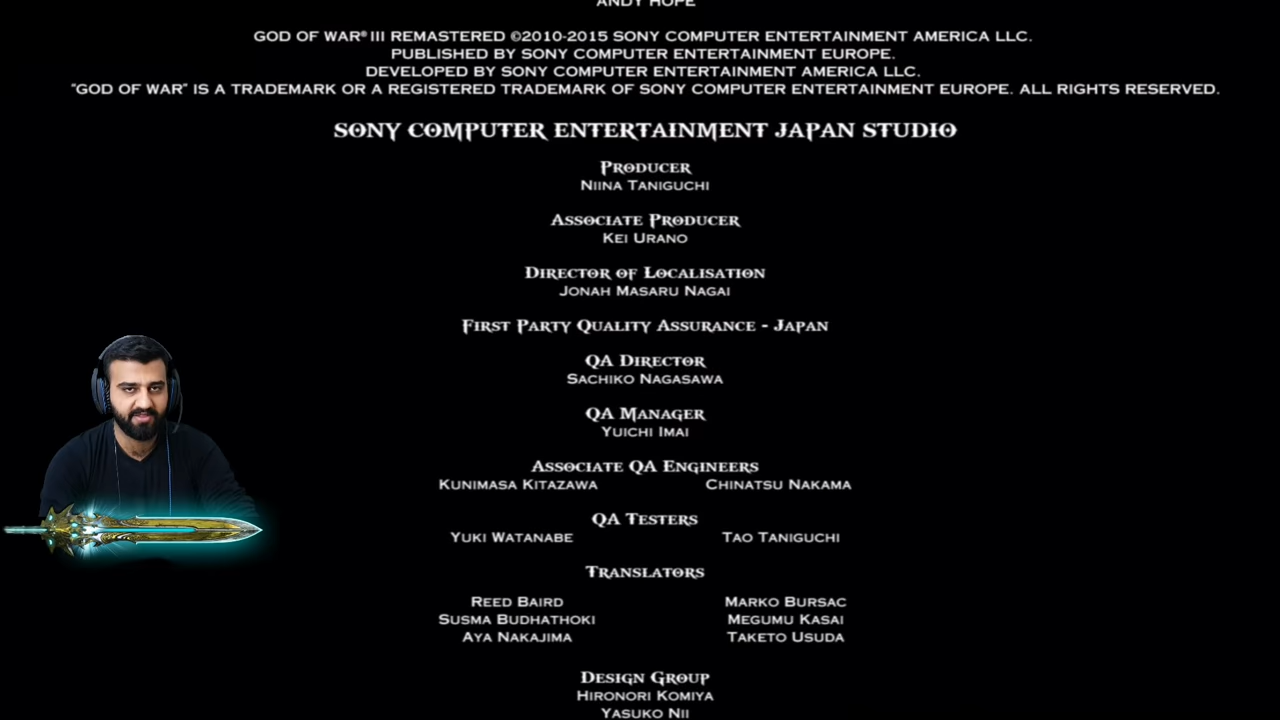 ANDY HOPE
GOD OF WAR® III REMASTERED ©2010-2015 SONY COMPUTER ENTERTAINMENT AMERICA LLC.
PUBLISHED BY SONY COMPUTER ENTERTAINMENT EUROPE.
DEVELOPED BY SONY COMPUTER ENTERTAINMENT AMERICA LLC.
"GOD OF WAR" IS A TRADEMARK OR A REGISTERED TRADEMARK OF SONY COMPUTER ENTERTAINMENT EUROPE. ALL RIGHTS RESERVED.
SONY COMPUTER ENTERTAINMENT JAPAN STUDIO
PRODUCER
NIINA TANIGUCHI
ASSOCIATE PRODUCER
KEI URANO
DIRECTOR OF LOCALISATION
JONAH MASARU NAGAI
FIRST PARTY QUALITY ASSURANCE - JAPAN
QA DIRECTOR
SACHIKO NAGASAWA
QA MANAGER
YUICHI IMAI
ASSOCIATE QA ENGINEERS
KUNIMASA KITAZAWA CHINATSU NAKAMA
QA TESTERS
YUKI WATANABE TAO TANIGUCHI
TRANSLATORS
REED BAIRD MARKO BURSAC
SUSMA BUDHATHOKI MEGUMU KASAI
AYA NAKAJIMA TAKETO USUDA
DESIGN GROUP
HIRONORI KOMIYA
YASUKO NII